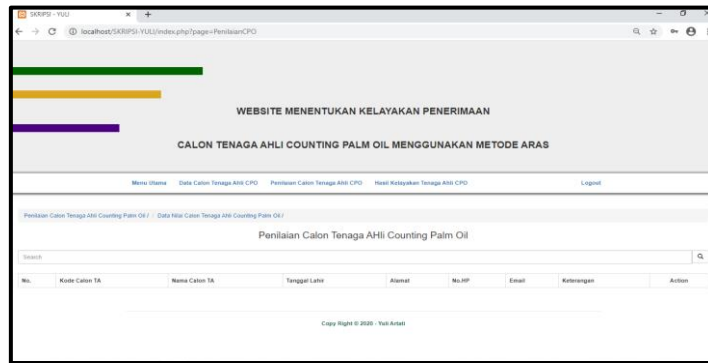 SKRIPSI - YULI
localhost/SKRIPSI-YULI/index.php?page=PenilaianCPO
WEBSITE MENENTUKAN KELAYAKAN PENERIMAAN
CALON TENAGA AHLI COUNTING PALM OIL MENGGUNAKAN METODE ARAS
Menu Utama Data Calon Tenaga Ahli CPO Penilaian Calon Tenaga Ahli CPO Hasil Kelayakan Tenaga Ahli CPO Logout
Penilaian Calon Tenaga Ahli Counting Palm Oil / Data Nilai Calon Tenaga Ahli Counting Palm Oil /
Penilaian Calon Tenaga AHli Counting Palm Oil
Search
No. Kode Calon TA Nama Calon TA Tanggal Lahir Alamat No.HP Email Keterangan Action
Copy Right © 2020 - Yuli Artati